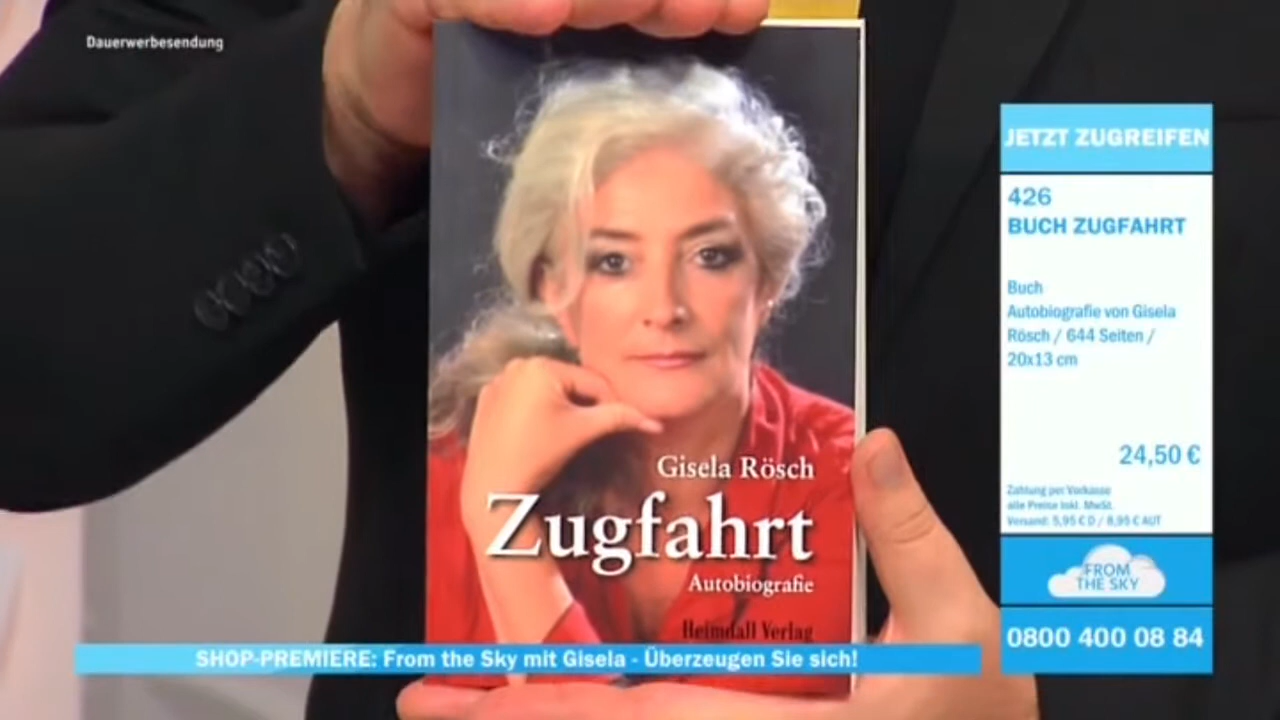 Dauerwerbesendung
JETZT ZUGREIFEN
426
BUCH ZUGFAHRT
Buch
Autobiografie von Gisela
Rösch / 644 Seiten /
20x13 cm
24,50 €
Zahlung per Vorkasse
alle Preise inkl. MwSt.
Versand: 5,95 € D / 8,95 € AUT
FROM
THE SKY
0800 400 08 84
Gisela Rösch
Zugfahrt
Autobiografie
Heimdall Verlag
SHOP-PREMIERE: From the Sky mit Gisela - Überzeugen Sie sich!